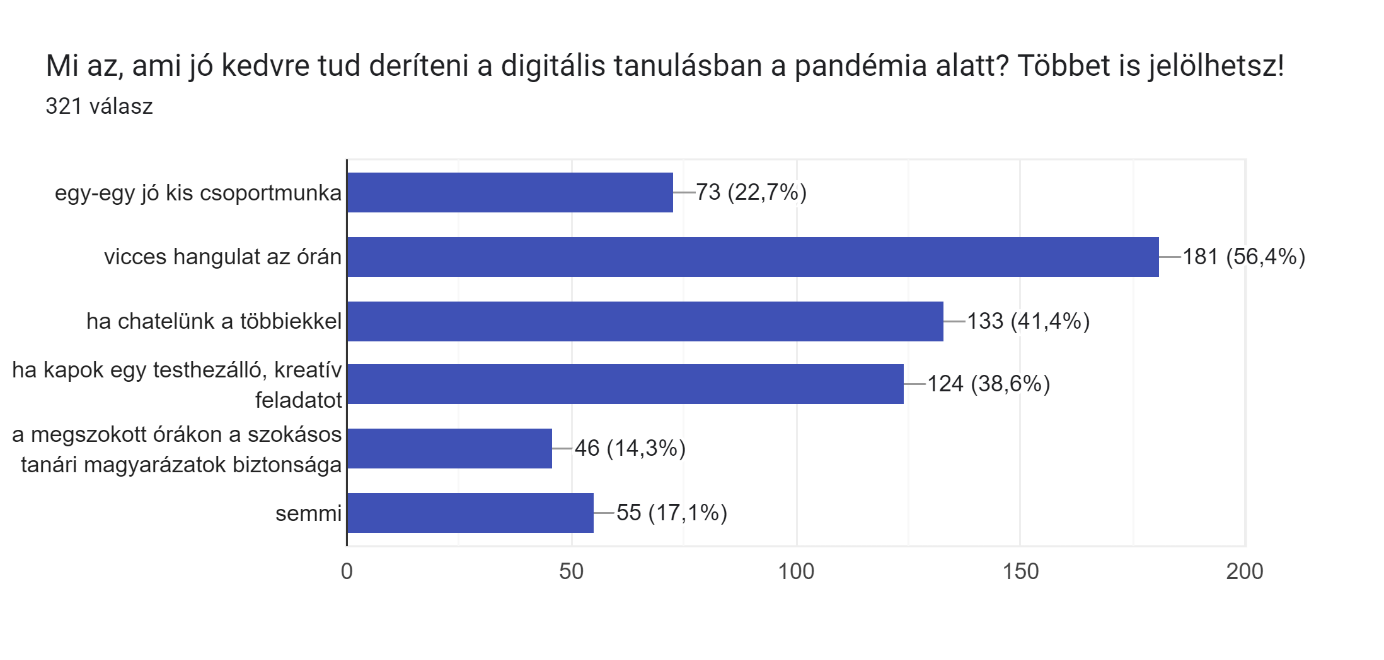 Mi az, ami jó kedvre tud deríteni a digitális tanulásban a pandémia alatt? Többet is jelölhetsz!
321 válasz
egy-egy jó kis csoportmunka
73 (22,7%)
vicces hangulat az órán
181 (56,4%)
ha chatelünk a többiekkel
133 (41,4%)
ha kapok egy testhezálló, kreatív
feladatot
124 (38,6%)
a megszokott órákon a szokásos
tanári magyarázatok biztonsága
46 (14,3%)
semmi
55 (17,1%)
0 50 100 150 200